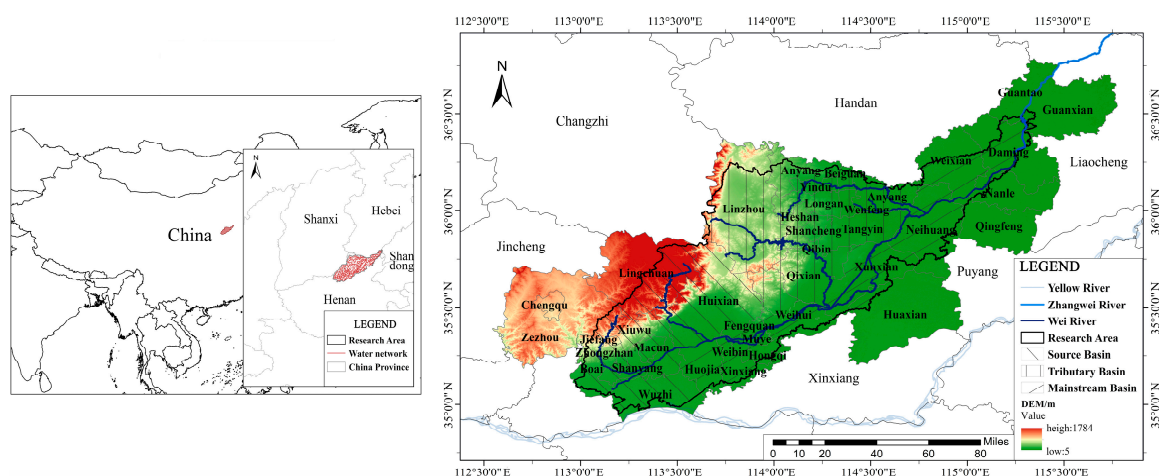 China
N
Shanxi
Hebei
Shan
dong
Henan
LEGEND
Research Area
Water network
China Province
112°30'0"E
113°0'0"E
113°30'0"E
114°0'0"E
114°30'0"E
115°0'0"E
115°30'0"E
36°30'0"N
36°0'0"N
35°30'0"N
35°0'0"N
N
Changzhi
Handan
Liaocheng
Jincheng
Puyang
Xinxiang
Guantao
Guanxian
Daming
Weixian
Nanle
Qingfeng
Anyang
Beiguan
Yindu
Linzhou
Longan
Anyang
Wenfeng
Heshan
Shancheng
Tangyin
Neihuang
Qibin
Xunxian
Qixian
Lingchuan
Chengqu
Huixian
Weihui
Huaxian
Zezhou
Xiuwu
Fengquan
Jiefang
Macun
Muye
Zhongzhan
Weibin
Hongqi
Boai
Shanyang
Huojia
Xinxiang
Wuzhi
LEGEND
Yellow River
Zhangwei River
Wei River
Research Area
Source Basin
Tributary Basin
Mainstream Basin
DEM/m
Value
heigh:1784
low:5
0 10 20 40 60 80 Miles
36°30'0"N
36°0'0"N
35°30'0"N
35°0'0"N
112°30'0"E
113°0'0"E
113°30'0"E
114°0'0"E
114°30'0"E
115°0'0"E
115°30'0"E